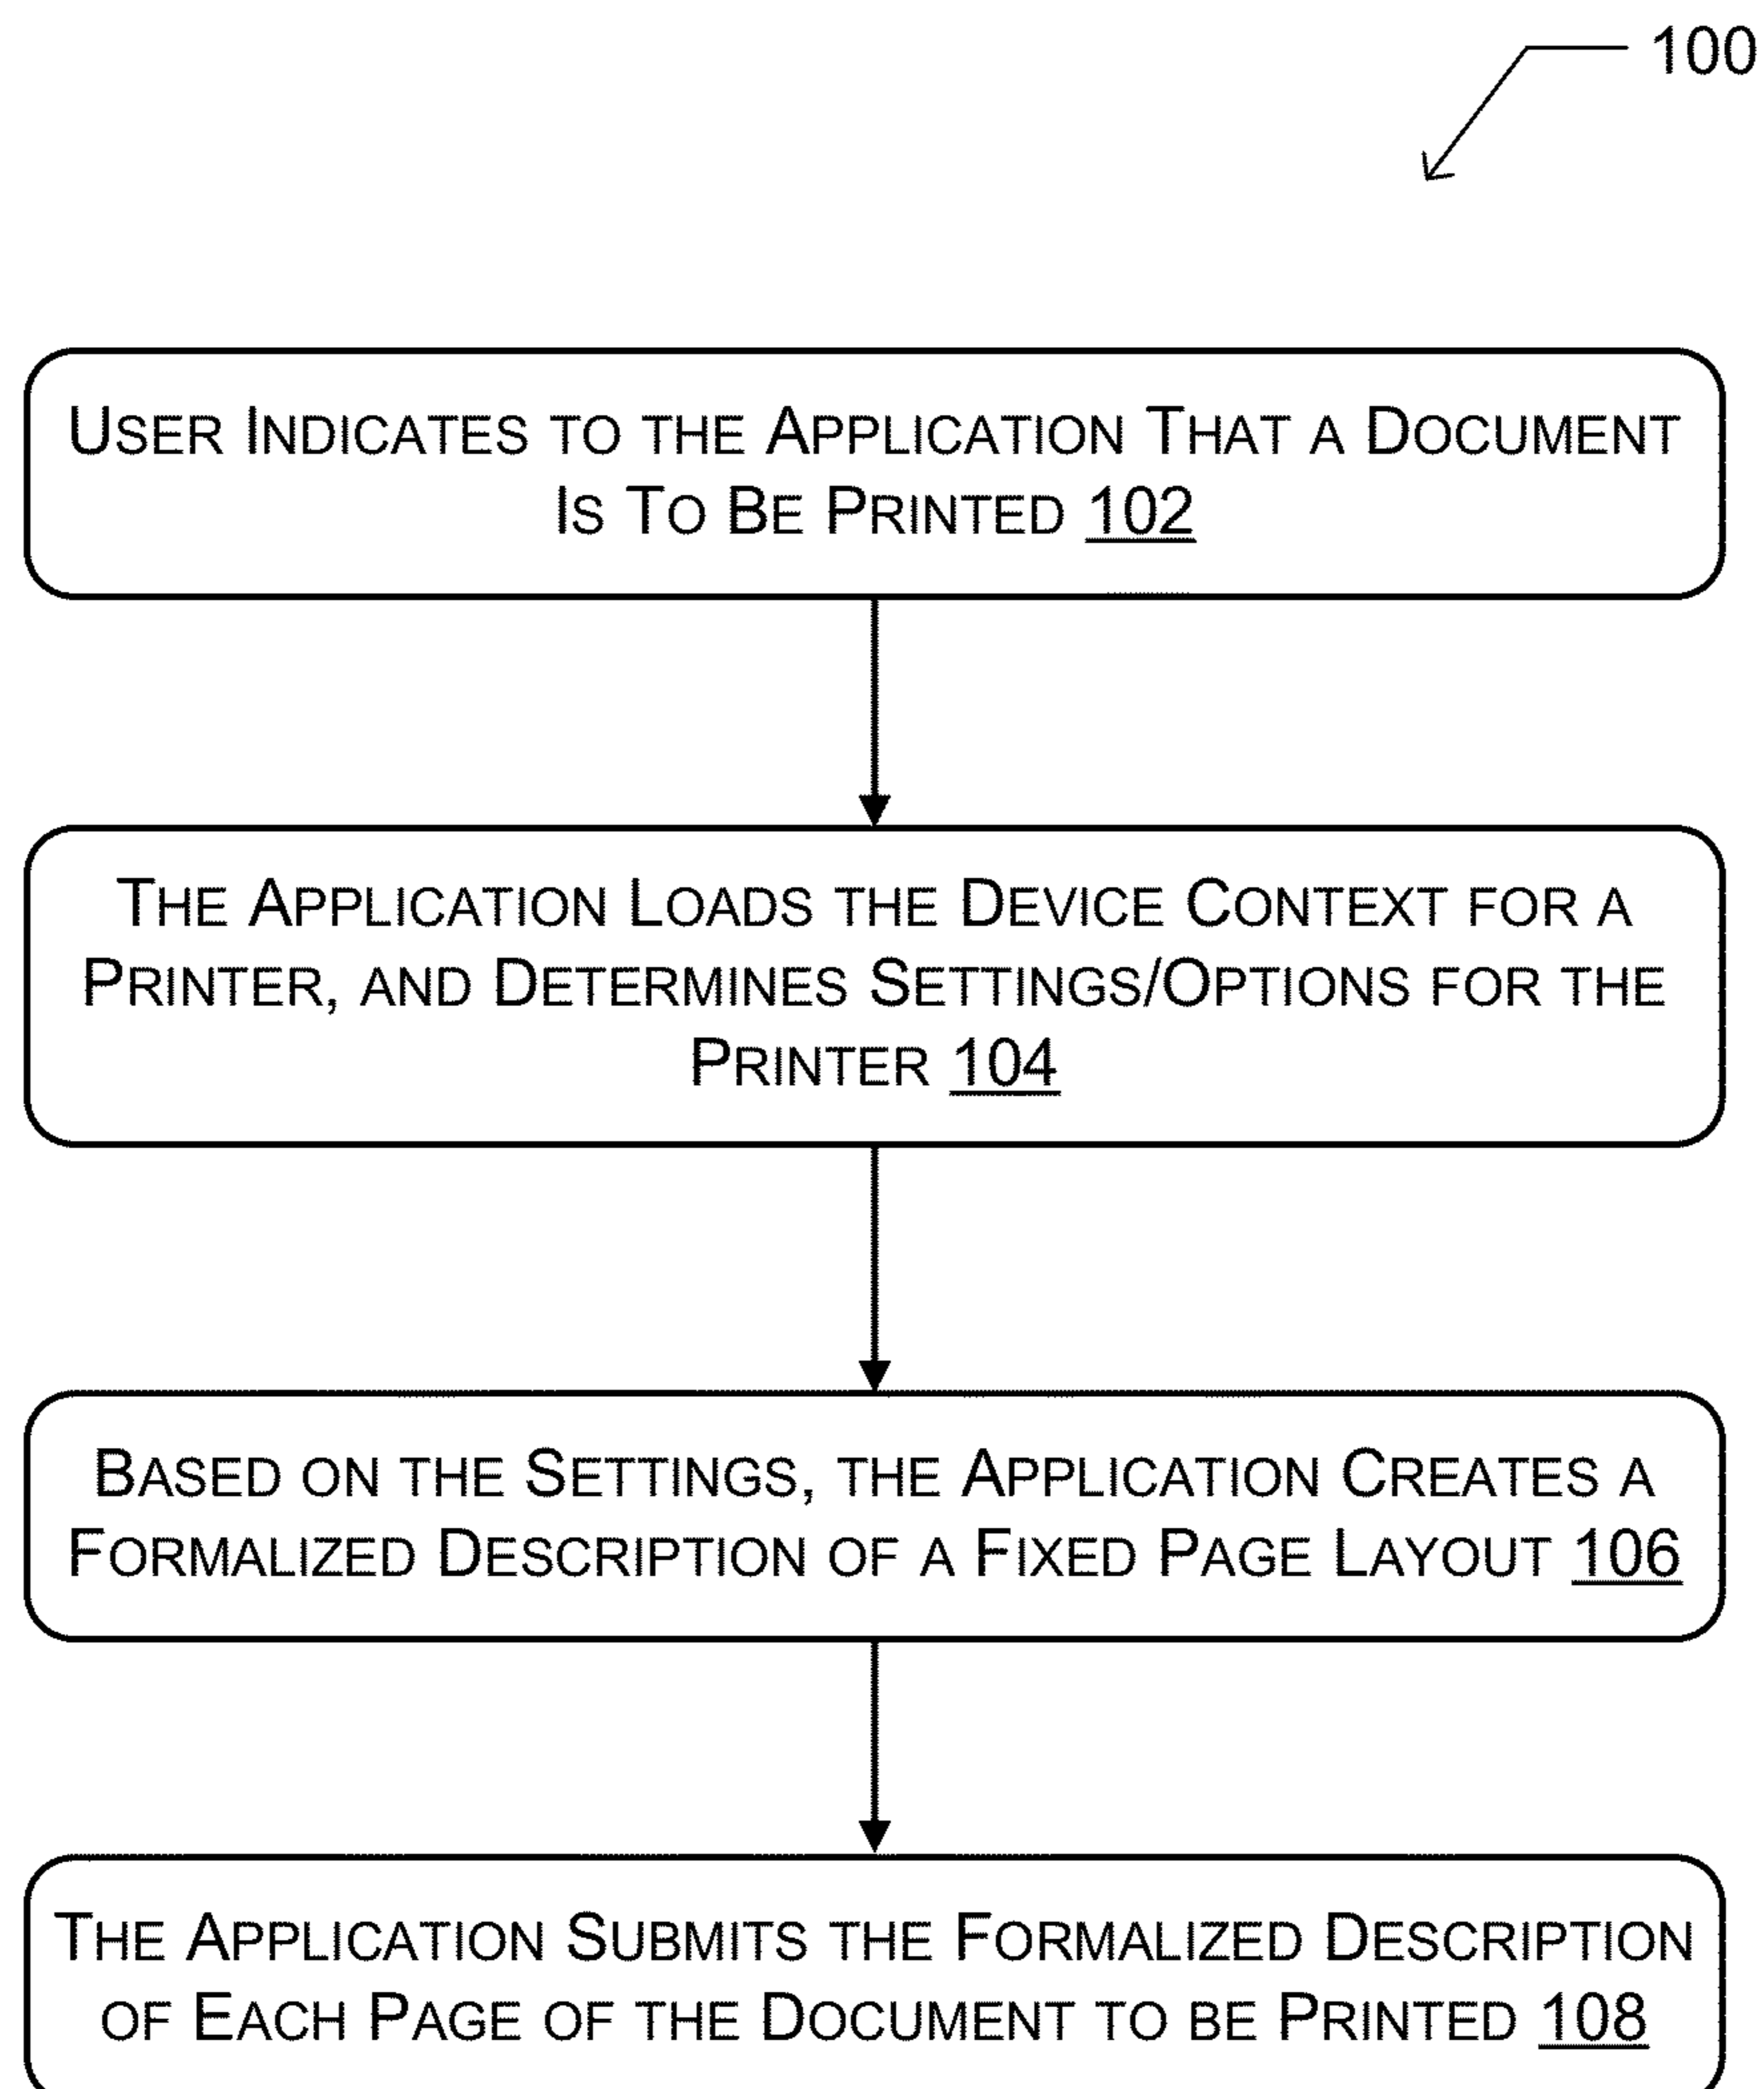 100
USER INDICATES TO THE APPLICATION THAT A DOCUMENT
IS TO BE PRINTED 102
THE APPLICATION LOADS THE DEVICE CONTEXT FOR A
PRINTER, AND DETERMINES SETTINGS/OPTIONS FOR THE
PRINTER 104
BASED ON THE SETTINGS, THE APPLICATION CREATES A
FORMALIZED DESCRIPTION OF A FIXED PAGE LAYOUT 106
THE APPLICATION SUBMITS THE FORMALIZED DESCRIPTION
OF EACH PAGE OF THE DOCUMENT TO BE PRINTED 108